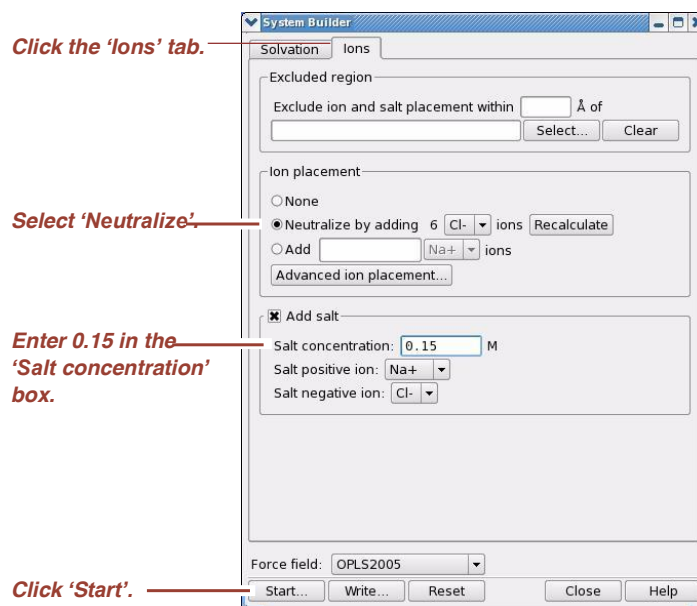 System Builder
Click the 'Ions' tab.
Solvation Ions
Excluded region
Exclude ion and salt placement within Å of
Select... Clear
Ion placement
None
Select 'Neutralize'.
Neutralize by adding 6 Cl- ions Recalculate
Add Na+ ions
Advanced ion placement...
Add salt
Enter 0.15 in the
'Salt concentration'
box.
Salt concentration: 0.15 M
Salt positive ion: Na+
Salt negative ion: Cl-
Force field: OPLS2005
Click 'Start'.
Start... Write... Reset Close Help